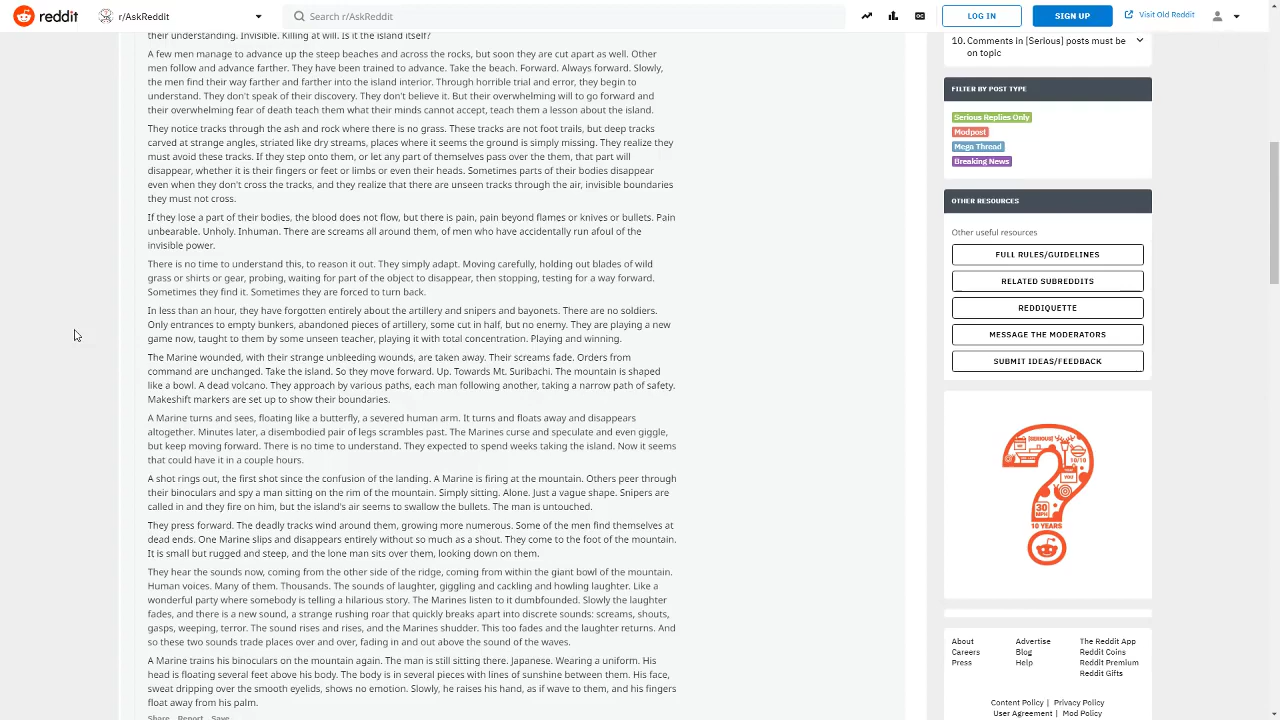 reddit
r/AskReddit
Search r/AskReddit
LOG IN
SIGN UP
Visit Old Reddit
their understanding. Invisible. Killing at will. Is it the island itself?
A few men manage to advance up the steep beaches and across the rocks, but soon they are cut apart as well. Other
men follow and advance farther. They have been trained to advance. Take the beach. Forward. Always forward. Slowly,
the men find their way farther and farther into the island interior. Through horrible trial and error, they begin to
understand. They don't speak of their discovery. They don't believe it. But their overwhelming will to go forward and
their overwhelming fear of death teach them what their minds cannot accept, teach them a lesson about the island.
They notice tracks through the ash and rock where there is no grass. These tracks are not foot trails, but deep tracks
carved at strange angles, striated like dry streams, places where it seems the ground is simply missing. They realize they
must avoid these tracks. If they step onto them, or let any part of themselves pass over them, that part will
disappear, whether it is their fingers or feet or limbs or even their heads. Sometimes parts of their bodies disappear
even when they don't cross the tracks, and they realize that there are unseen tracks through the air, invisible boundaries
they must not cross.
If they lose a part of their bodies, the blood does not flow, but there is pain, pain beyond flames or knives or bullets. Pain
unbearable. Unholy. Inhuman. There are screams all around them, of men who have accidentally run afoul of the
invisible power.
There is no time to understand this, to reason it out. They simply adapt. Moving carefully, holding out blades of wild
grass or shirts or gear, probing, waiting for part of the object to disappear, then stopping, testing for a way forward.
Sometimes they find it. Sometimes they are forced to turn back.
In less than an hour, they have forgotten entirely about the artillery and snipers and bayonets. There are no soldiers.
Only entrances to empty bunkers, abandoned pieces of artillery, some cut in half, but no enemy. They are playing a new
game now, taught to them by some unseen teacher, playing it with total concentration. Playing and winning.
The Marine wounded, with their strange unbleeding wounds, are taken away. Their screams fade. Orders from
command are unchanged. Take the island. So they move forward. Up. Towards Mt. Suribachi. The mountain is shaped
like a bowl. A dead volcano. They approach by various paths, each man following another, taking a narrow path of safety.
Makeshift markers are set up to show their boundaries.
A Marine turns and sees, floating like a butterfly, a severed human arm. It turns and floats away and disappears
altogether. Minutes later, a disembodied pair of legs scrambles past. The Marines curse and speculate and even giggle,
but keep moving forward. There is no time to understand. They expected to spend weeks taking the island. Now it seems
that could have it in a couple hours.
A shot rings out, the first shot since the confusion of the landing. A Marine is firing at the mountain. Others peer through
their binoculars and spy a man sitting on the rim of the mountain. Simply sitting. Alone. Just a vague shape. Snipers are
called in and they fire on him, but the island's air seems to swallow the bullets. The man is untouched.
They press forward. The deadly tracks wind around them, growing more numerous. Some of the men find themselves at
dead ends. One Marine slips and disappears entirely without so much as a shout. They come to the foot of the mountain.
It is small but rugged and steep, and the lone man sits over them, looking down on them.
They hear the sounds now, coming from the other side of the ridge, coming from within the giant bowl of the mountain.
Human voices. Many of them. Thousands. The sounds of laughter, giggling and cackling and howling laughter. Like a
wonderful party where somebody is telling a hilarious story. The Marines listen to it dumbfounded. Slowly the laughter
fades, and there is a new sound, a strange rushing roar that quickly breaks apart into discrete sounds: screams, shouts,
gasps, weeping, terror. The sound rises and rises, and the Marines shudder. This too fades and the laughter returns. And
so these two sounds trade places over and over, fading in and out above the sound of the waves.
A Marine trains his binoculars on the mountain again. The man is still sitting there. Japanese. Wearing a uniform. His
head is floating several feet above his body. The body is in several pieces with lines of sunshine between them. His face,
sweat dripping over the smooth eyelids, shows no emotion. Slowly, he raises his hand, as if wave to them, and his fingers
float away from his palm.
Share Report Save
10. Comments in [Serious] posts must be
on topic
FILTER BY POST TYPE
Serious Replies Only
Modpost
Mega Thread
Breaking News
OTHER RESOURCES
Other useful resources
FULL RULES/GUIDELINES
RELATED SUBREDDITS
REDDIQUETTE
MESSAGE THE MODERATORS
SUBMIT IDEAS/FEEDBACK
[SERIOUS]
10/10
YOU
30
MPH
10 YEARS
About Advertise The Reddit App
Careers Blog Reddit Coins
Press Help Reddit Premium
Reddit Gifts
Content Policy | Privacy Policy
User Agreement | Mod Policy